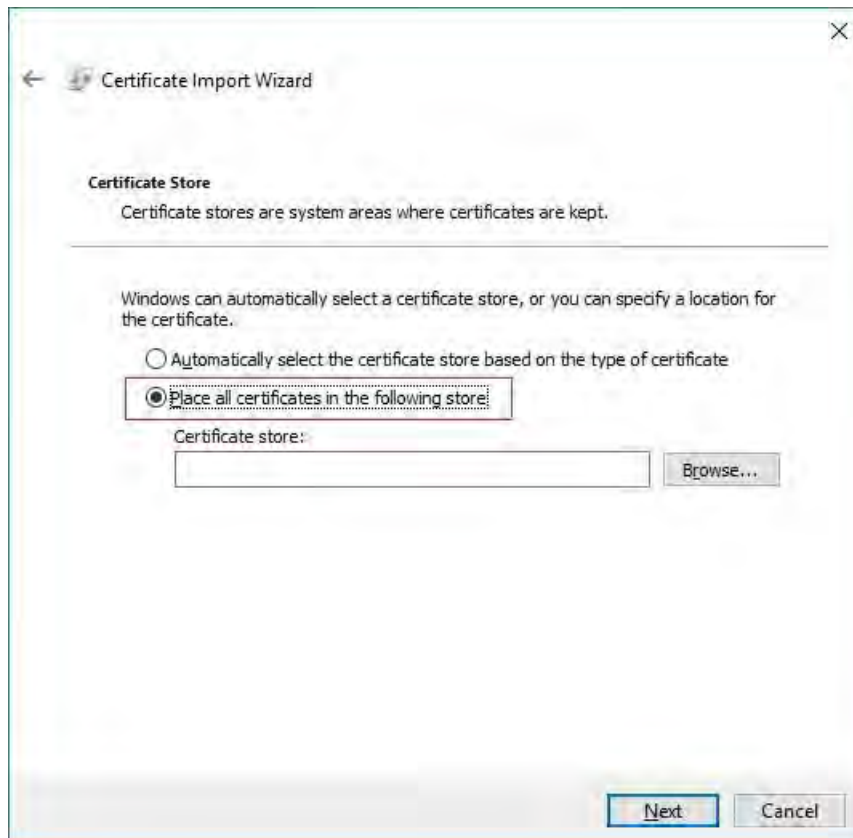 Certificate Import Wizard
Certificate Store
Certificate stores are system areas where certificates are kept.
Windows can automatically select a certificate store, or you can specify a location for
the certificate.
Automatically select the certificate store based on the type of certificate
Place all certificates in the following store
Certificate store:
Browse...
Next
Cancel